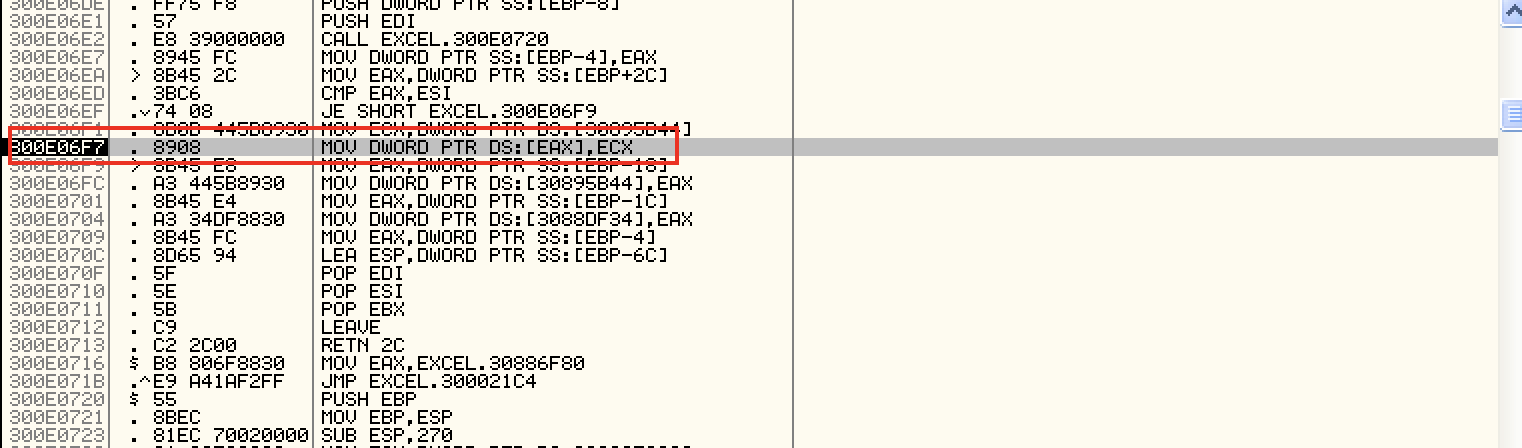 300E06DE . FF75 F8 PUSH DWORD PTR SS:[EBP-8]
300E06E1 . 57 PUSH EDI
300E06E2 . E8 39000000 CALL EXCEL.300E0720
300E06E7 . 8945 FC MOV DWORD PTR SS:[EBP-4],EAX
300E06EA > 8B45 2C MOV EAX,DWORD PTR SS:[EBP+2C]
300E06ED . 3BC6 CMP EAX,ESI
300E06EF .v74 08 JE SHORT EXCEL.300E06F9
300E06F1 . 8B0D 445B8930 MOV ECX,DWORD PTR DS:[30895B44]
300E06F7 . 8908 MOV DWORD PTR DS:[EAX],ECX
300E06F9 > 8B45 E8 MOV EAX,DWORD PTR SS:[EBP-18]
300E06FC . A3 445B8930 MOV DWORD PTR DS:[30895B44],EAX
300E0701 . 8B45 E4 MOV EAX,DWORD PTR SS:[EBP-1C]
300E0704 . A3 34DF8830 MOV DWORD PTR DS:[3088DF34],EAX
300E0709 . 8B45 FC MOV EAX,DWORD PTR SS:[EBP-4]
300E070C . 8D65 94 LEA ESP,DWORD PTR SS:[EBP-6C]
300E070F . 5F POP EDI
300E0710 . 5E POP ESI
300E0711 . 5B POP EBX
300E0712 . C9 LEAVE
300E0713 . C2 2C00 RETN 2C
300E0716 $ B8 806F8830 MOV EAX,EXCEL.30886F80
300E071B .^E9 A41AF2FF JMP EXCEL.300021C4
300E0720 $ 55 PUSH EBP
300E0721 . 8BEC MOV EBP,ESP
300E0723 . 81EC 70020000 SUB ESP,270